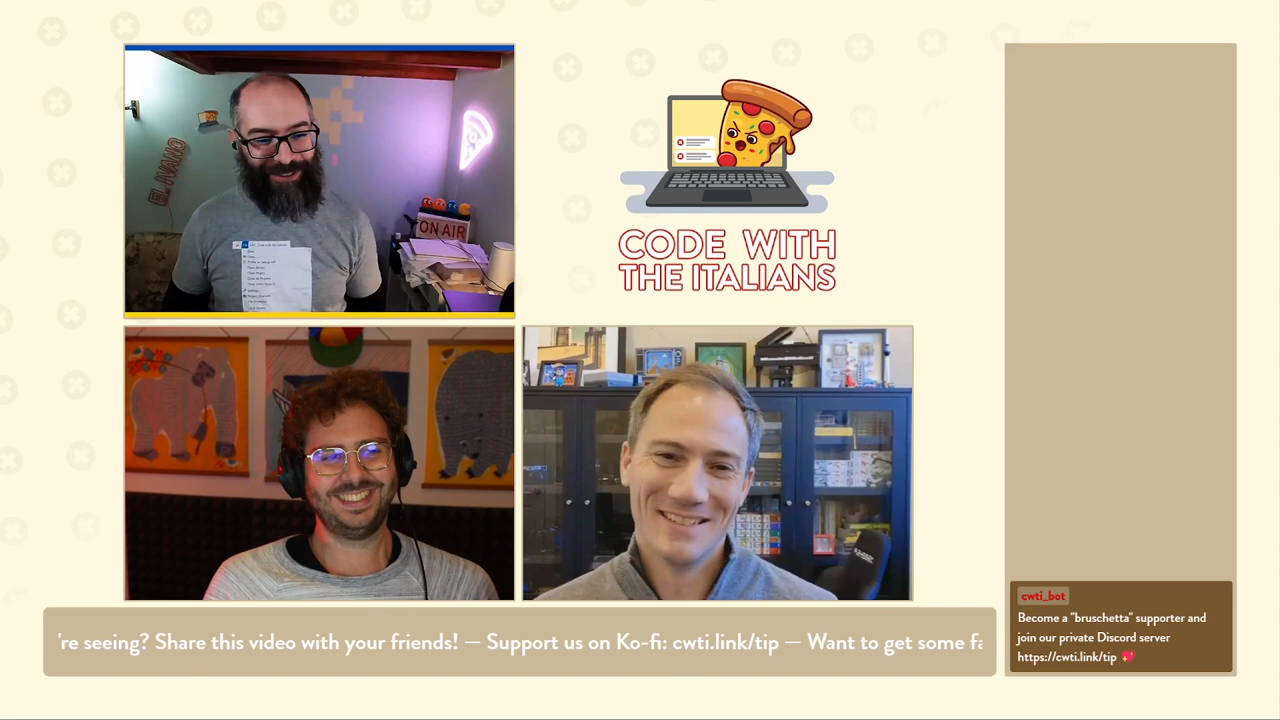 EL IVANNO
ON AIR
CODE WITH
THE ITALIANS
're seeing? Share this video with your friends! — Support us on Ko-fi: cwti.link/tip — Want to get some fa
cwti_bot
Become a "bruschetta" supporter and
join our private Discord server
https://cwti.link/tip 💖